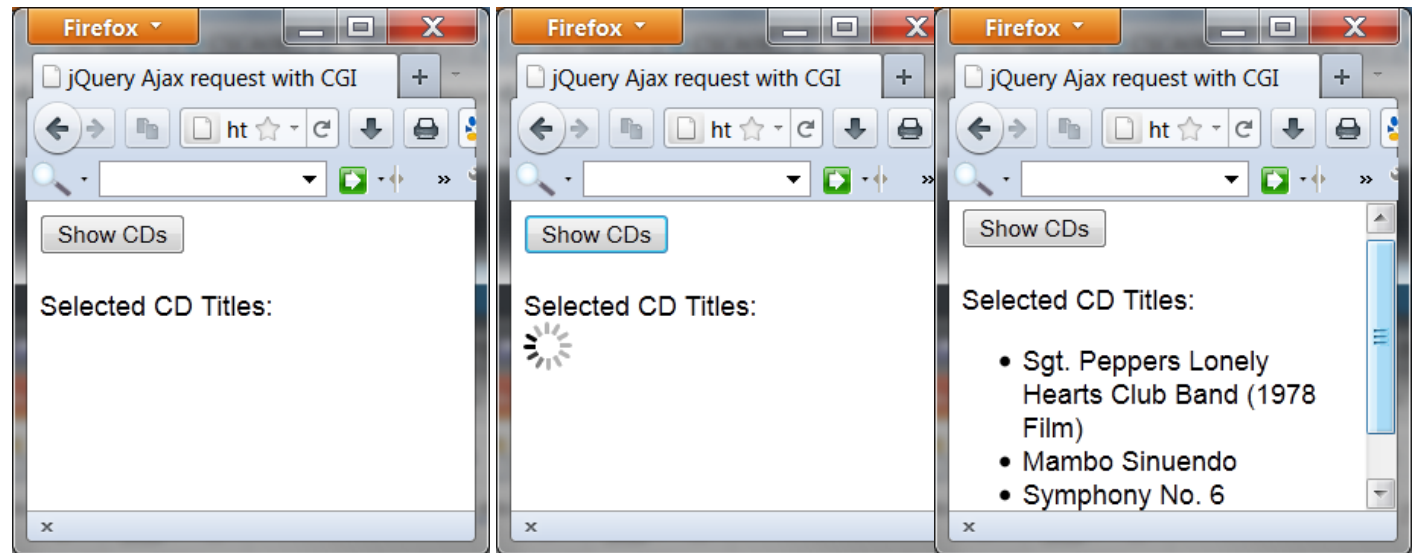 Firefox
jQuery Ajax request with CGI
ht
Show CDs
Selected CD Titles:
Firefox
jQuery Ajax request with CGI
ht
Show CDs
Selected CD Titles:
Firefox
jQuery Ajax request with CGI
ht
Show CDs
Selected CD Titles:
• Sgt. Peppers Lonely
Hearts Club Band (1978
Film)
• Mambo Sinuendo
• Symphony No. 6